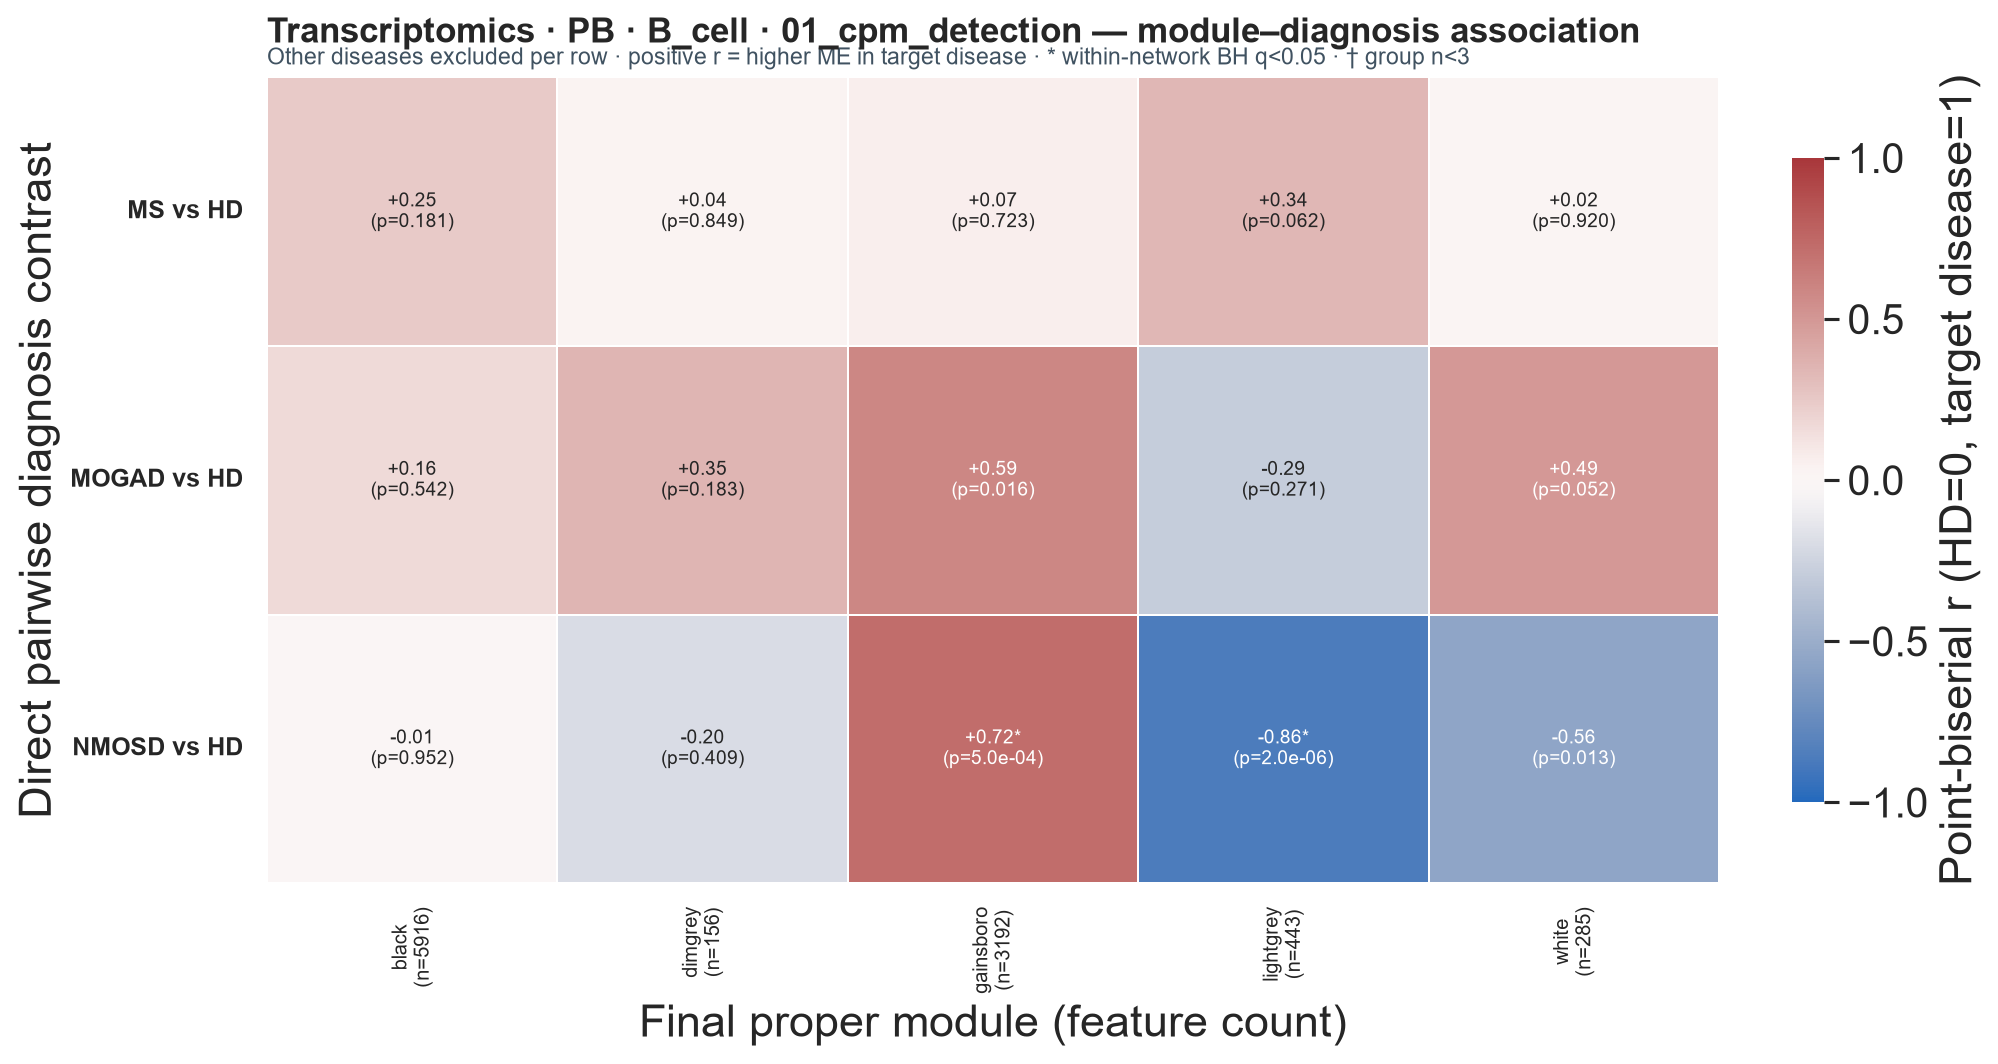 Transcriptomics · PB · B_cell · 01_cpm_detection — module–diagnosis association
Other diseases excluded per row · positive r = higher ME in target disease · * within-network BH q<0.05 · † group n<3
Direct pairwise diagnosis contrast
MS vs HD
+0.25
(p=0.181)
+0.04
(p=0.849)
+0.07
(p=0.723)
+0.34
(p=0.062)
+0.02
(p=0.920)
MOGAD vs HD
+0.16
(p=0.542)
+0.35
(p=0.183)
+0.59
(p=0.016)
-0.29
(p=0.271)
+0.49
(p=0.052)
NMOSD vs HD
-0.01
(p=0.952)
-0.20
(p=0.409)
+0.72*
(p=5.0e-04)
-0.86*
(p=2.0e-06)
-0.56
(p=0.013)
black
(n=5916)
dimgrey
(n=156)
gainsboro
(n=3192)
lightgrey
(n=443)
white
(n=285)
Final proper module (feature count)
1.0
0.5
0.0
−0.5
−1.0
Point-biserial r (HD=0, target disease=1)